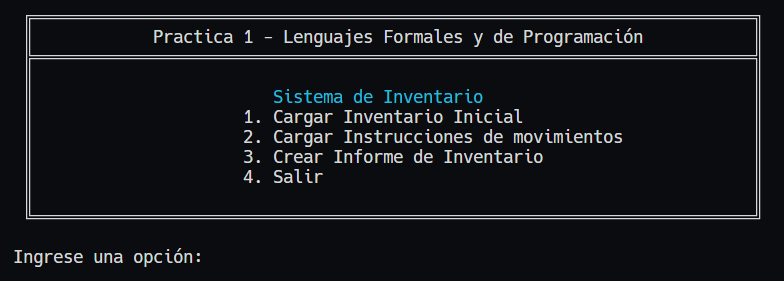 Practica 1 - Lenguajes Formales y de Programación
Sistema de Inventario
1. Cargar Inventario Inicial
2. Cargar Instrucciones de movimientos
3. Crear Informe de Inventario
4. Salir
Ingrese una opción: